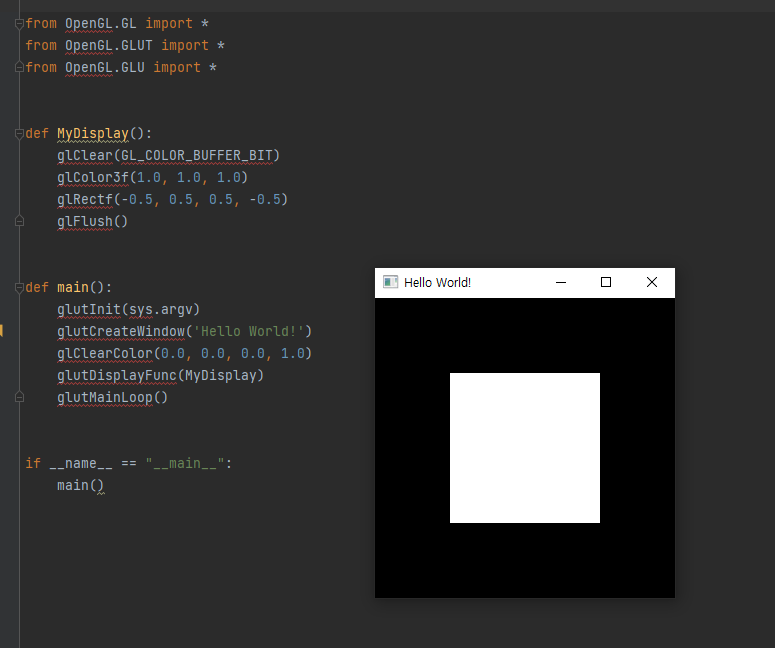 from OpenGL.GL import *
from OpenGL.GLUT import *
from OpenGL.GLU import *
def MyDisplay():
    glClear(GL_COLOR_BUFFER_BIT)
    glColor3f(1.0, 1.0, 1.0)
    glRectf(-0.5, 0.5, 0.5, -0.5)
    glFlush()
def main():
    glutInit(sys.argv)
    glutCreateWindow('Hello World!')
    glClearColor(0.0, 0.0, 0.0, 1.0)
    glutDisplayFunc(MyDisplay)
    glutMainLoop()
if __name__ == "__main__":
    main()
Hello World!